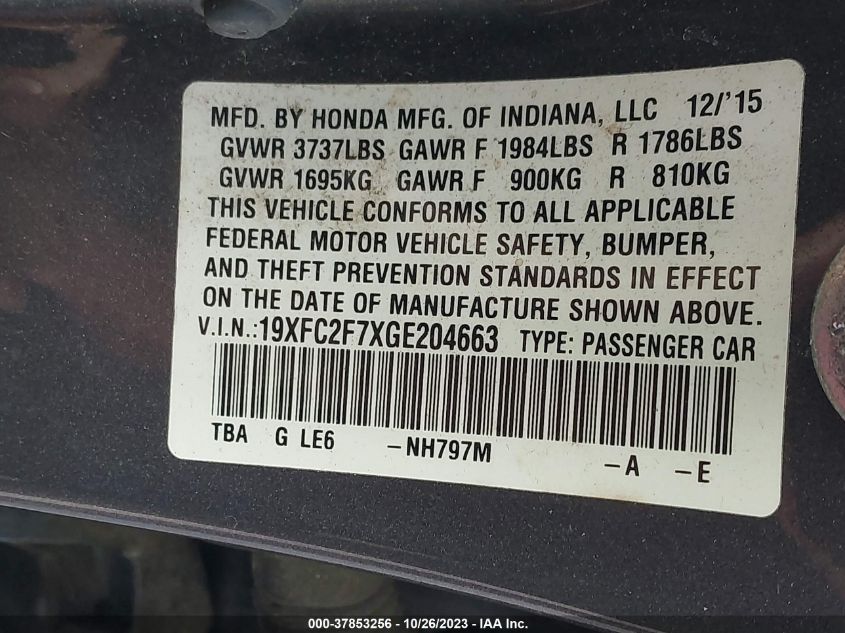 MFD. BY HONDA MFG. OF INDIANA, LLC 12/'15
GVWR 3737LBS GAWR F 1984LBS R 1786LBS
GVWR 1695KG GAWR F 900KG R 810KG
THIS VEHICLE CONFORMS TO ALL APPLICABLE
FEDERAL MOTOR VEHICLE SAFETY, BUMPER,
AND THEFT PREVENTION STANDARDS IN EFFECT
ON THE DATE OF MANUFACTURE SHOWN ABOVE.
V.I.N.:19XFC2F7XGE204663 TYPE: PASSENGER CAR
TBA G LE6 -NH797M -A -E
000-37853256 - 10/26/2023 - IAA Inc.